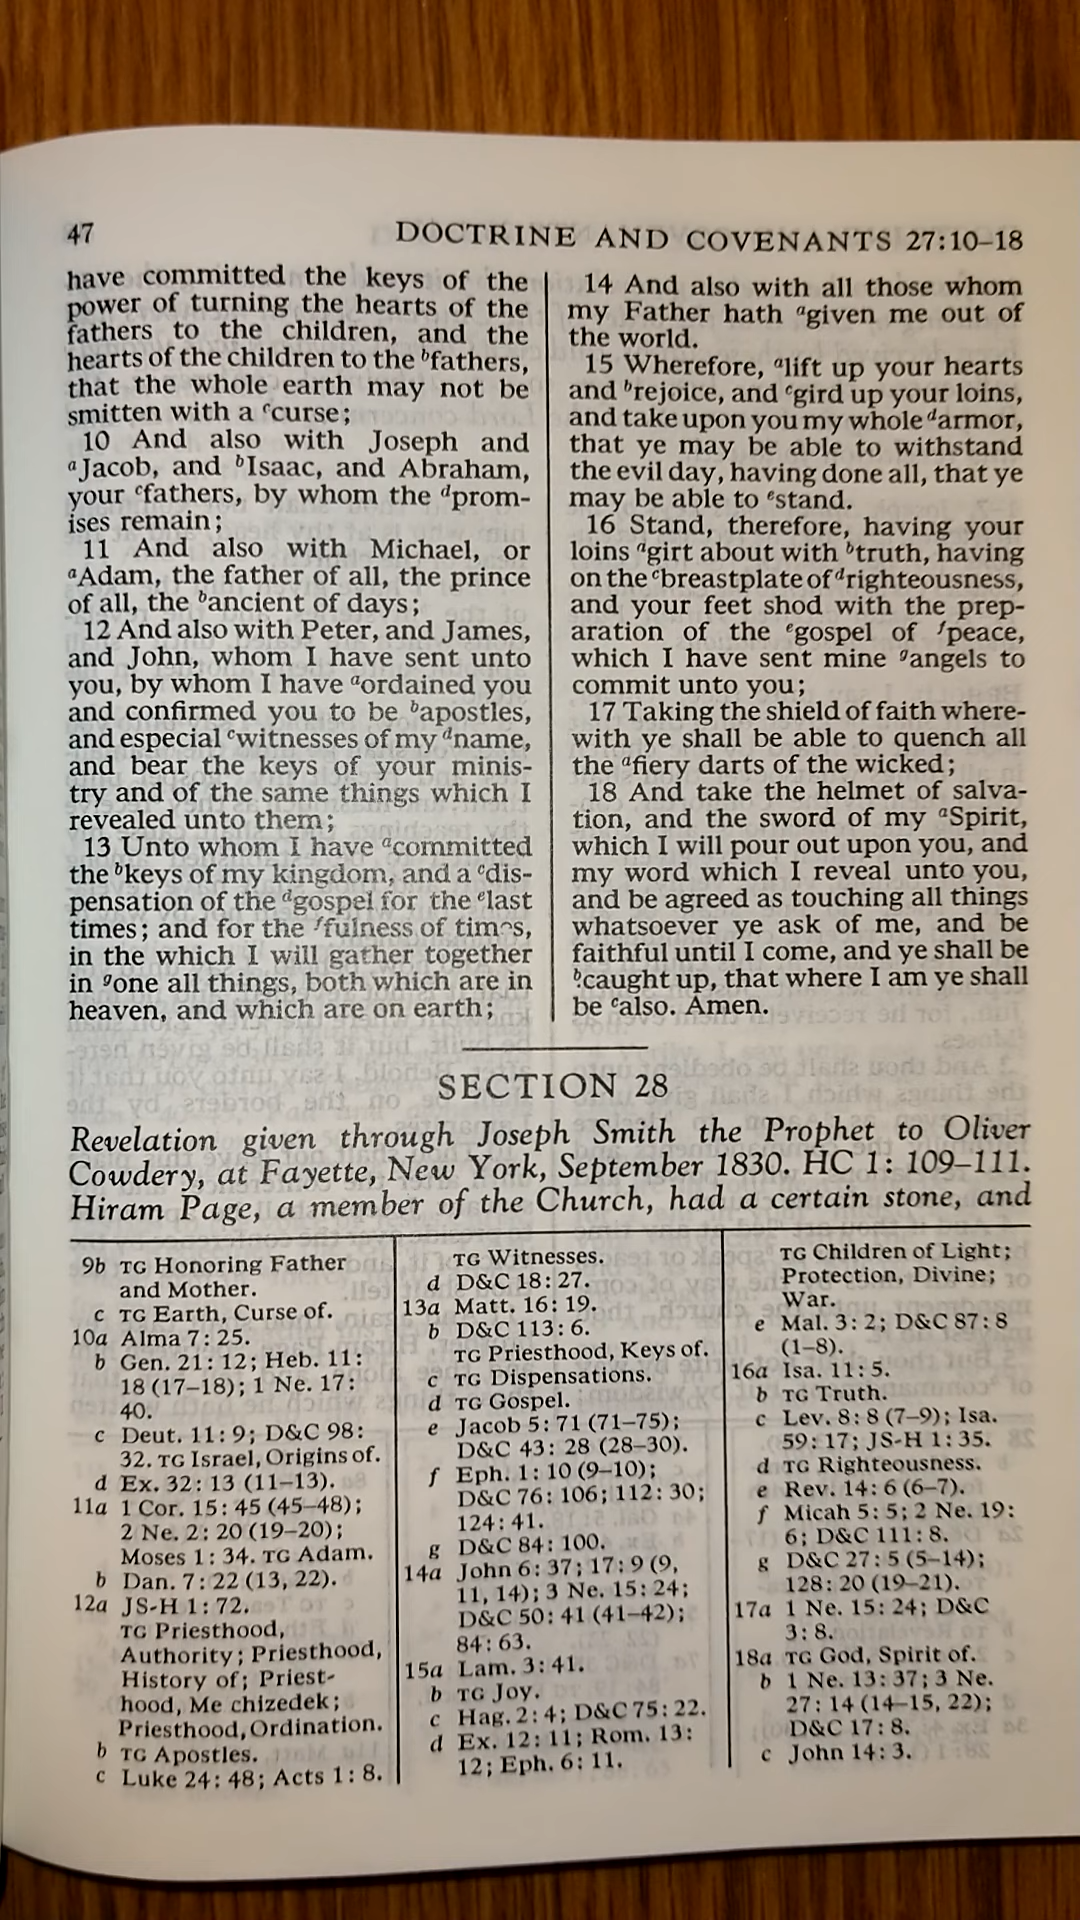 47 DOCTRINE AND COVENANTS 27:10–18
have committed the keys of the
power of turning the hearts of the
fathers to the children, and the
hearts of the children to the ᵇfathers,
that the whole earth may not be
smitten with a ᶜcurse;
10 And also with Joseph and
ᵃJacob, and ᵇIsaac, and Abraham,
your ᶜfathers, by whom the ᵈprom-
ises remain;
11 And also with Michael, or
ᵃAdam, the father of all, the prince
of all, the ᵇancient of days;
12 And also with Peter, and James,
and John, whom I have sent unto
you, by whom I have ᵃordained you
and confirmed you to be ᵇapostles,
and especial ᶜwitnesses of my ᵈname,
and bear the keys of your minis-
try and of the same things which I
revealed unto them;
13 Unto whom I have ᵃcommitted
the ᵇkeys of my kingdom, and a ᶜdis-
pensation of the ᵈgospel for the ᵉlast
times; and for the ᶠfulness of times,
in the which I will gather together
in ᵍone all things, both which are in
heaven, and which are on earth;
14 And also with all those whom
my Father hath ᵃgiven me out of
the world.
15 Wherefore, ᵃlift up your hearts
and ᵇrejoice, and ᶜgird up your loins,
and take upon you my whole ᵈarmor,
that ye may be able to withstand
the evil day, having done all, that ye
may be able to ᵉstand.
16 Stand, therefore, having your
loins ᵃgirt about with ᵇtruth, having
on the ᶜbreastplate of ᵈrighteousness,
and your feet shod with the prep-
aration of the ᵉgospel of ᶠpeace,
which I have sent mine ᵍangels to
commit unto you;
17 Taking the shield of faith where-
with ye shall be able to quench all
the ᵃfiery darts of the wicked;
18 And take the helmet of salva-
tion, and the sword of my ᵃSpirit,
which I will pour out upon you, and
my word which I reveal unto you,
and be agreed as touching all things
whatsoever ye ask of me, and be
faithful until I come, and ye shall be
ᵇcaught up, that where I am ye shall
be ᶜalso. Amen.
SECTION 28
Revelation given through Joseph Smith the Prophet to Oliver
Cowdery, at Fayette, New York, September 1830. HC 1: 109–111.
Hiram Page, a member of the Church, had a certain stone, and
9b TG Honoring Father
and Mother.
c TG Earth, Curse of.
10a Alma 7: 25.
b Gen. 21: 12; Heb. 11:
18 (17–18); 1 Ne. 17:
40.
c Deut. 11: 9; D&C 98:
32. TG Israel, Origins of.
d Ex. 32: 13 (11–13).
11a 1 Cor. 15: 45 (45–48);
2 Ne. 2: 20 (19–20);
Moses 1: 34. TG Adam.
b Dan. 7: 22 (13, 22).
12a JS-H 1: 72.
TG Priesthood,
Authority; Priesthood,
History of; Priest-
hood, Me chizedek;
Priesthood, Ordination.
b TG Apostles.
c Luke 24: 48; Acts 1: 8.
TG Witnesses.
d D&C 18: 27.
13a Matt. 16: 19.
b D&C 113: 6.
TG Priesthood, Keys of.
c TG Dispensations.
d TG Gospel.
e Jacob 5: 71 (71–75);
D&C 43: 28 (28–30).
f Eph. 1: 10 (9–10);
D&C 76: 106; 112: 30;
124: 41.
g D&C 84: 100.
14a John 6: 37; 17: 9 (9,
11, 14); 3 Ne. 15: 24;
D&C 50: 41 (41–42);
84: 63.
15a Lam. 3: 41.
b TG Joy.
c Hag. 2: 4; D&C 75: 22.
d Ex. 12: 11; Rom. 13:
12; Eph. 6: 11.
TG Children of Light;
Protection, Divine;
War.
e Mal. 3: 2; D&C 87: 8
(1–8).
16a Isa. 11: 5.
b TG Truth.
c Lev. 8: 8 (7–9); Isa.
59: 17; JS-H 1: 35.
d TG Righteousness.
e Rev. 14: 6 (6–7).
f Micah 5: 5; 2 Ne. 19:
6; D&C 111: 8.
g D&C 27: 5 (5–14);
128: 20 (19–21).
17a 1 Ne. 15: 24; D&C
3: 8.
18a TG God, Spirit of.
b 1 Ne. 13: 37; 3 Ne.
27: 14 (14–15, 22);
D&C 17: 8.
c John 14: 3.